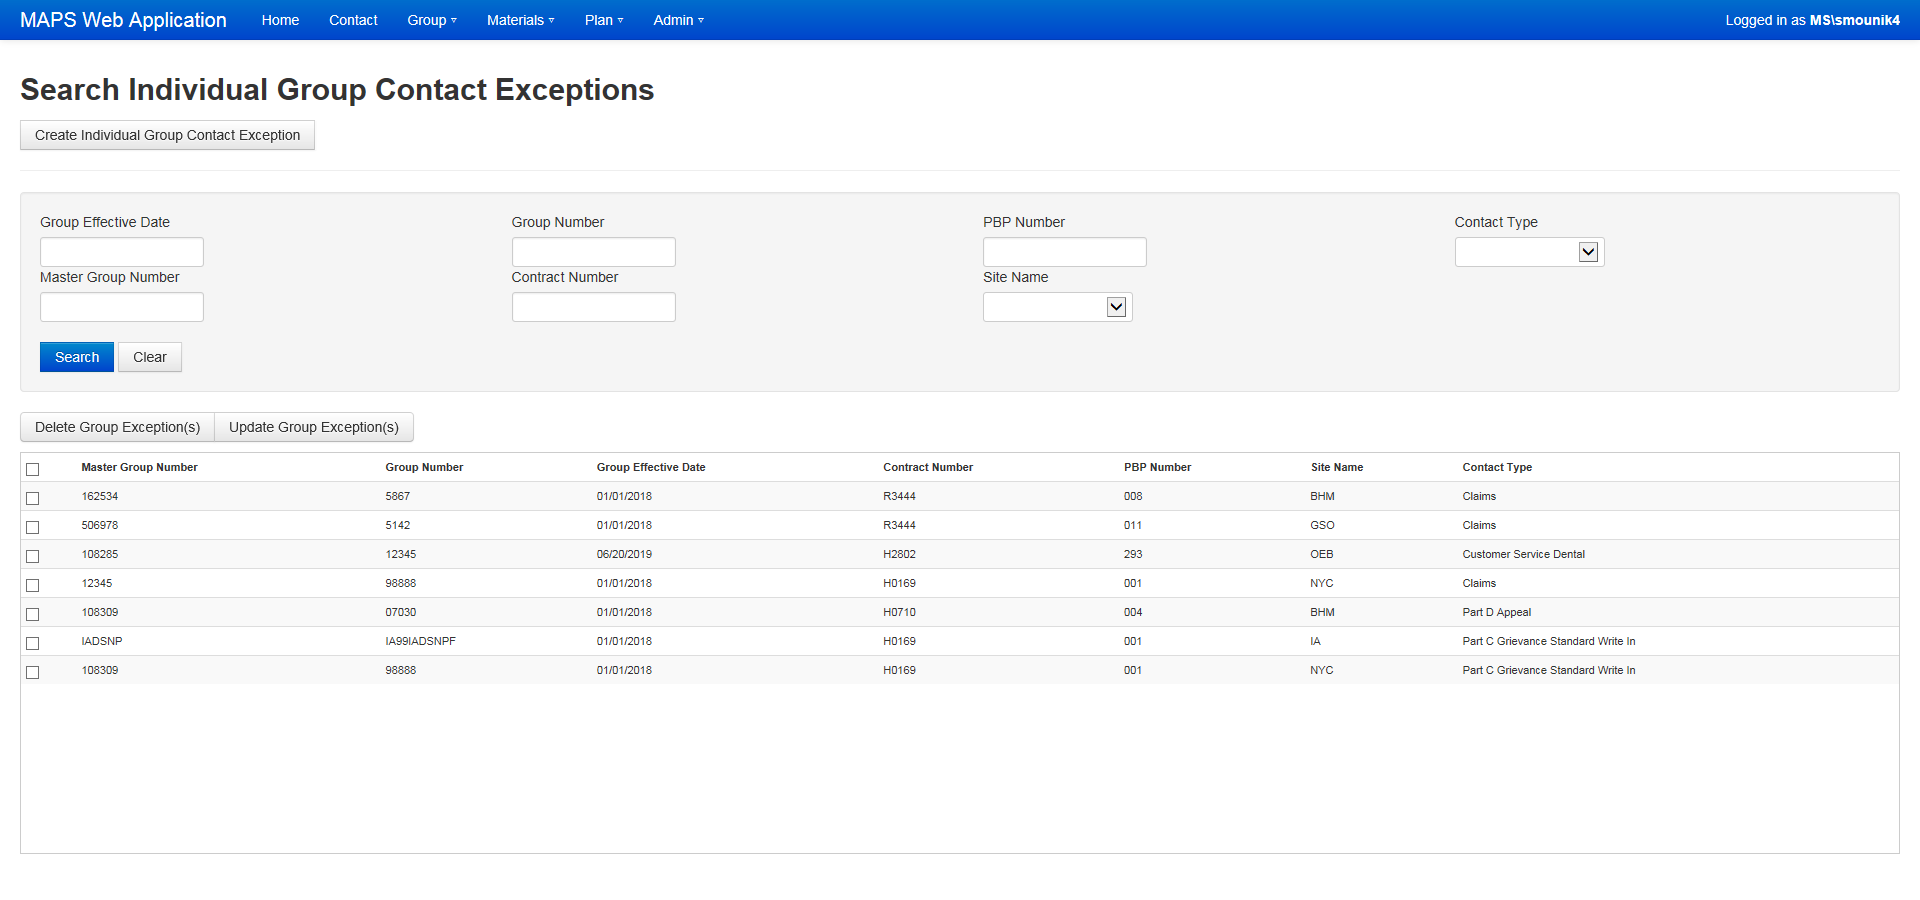 MAPS Web Application Home Contact Group Materials Plan Admin Logged in as MS\smounik4
Search Individual Group Contact Exceptions
Create Individual Group Contact Exception
Group Effective Date Group Number PBP Number Contact Type
Master Group Number Contract Number Site Name
Search Clear
Delete Group Exception(s) Update Group Exception(s)
Master Group Number Group Number Group Effective Date Contract Number PBP Number Site Name Contact Type
162534 5867 01/01/2018 R3444 008 BHM Claims
506978 5142 01/01/2018 R3444 011 GSO Claims
108285 12345 06/20/2019 H2802 293 OEB Customer Service Dental
12345 98888 01/01/2018 H0169 001 NYC Claims
108309 07030 01/01/2018 H0710 004 BHM Part D Appeal
IADSNP IA99IADSNPF 01/01/2018 H0169 001 IA Part C Grievance Standard Write In
108309 98888 01/01/2018 H0169 001 NYC Part C Grievance Standard Write In